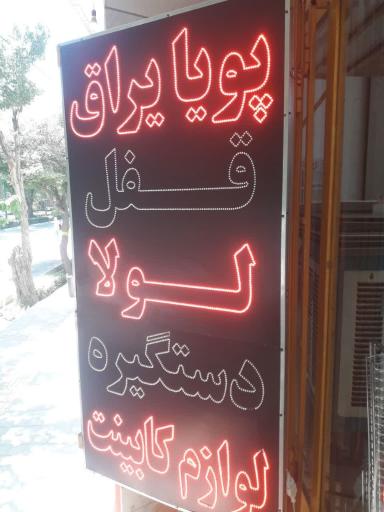 پویا یراق
قفل
لولا
دستگیره
لوازم کابینت